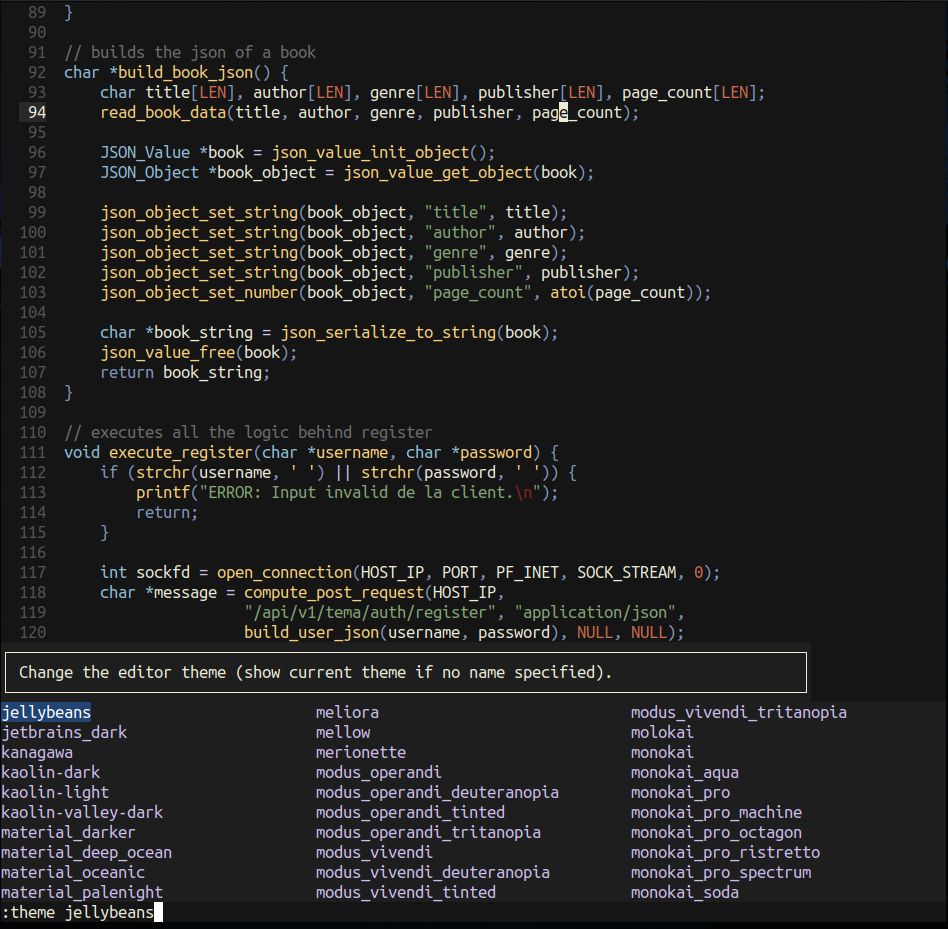 89 }
90
91 // builds the json of a book
92 char *build_book_json() {
93     char title[LEN], author[LEN], genre[LEN], publisher[LEN], page_count[LEN];
94     read_book_data(title, author, genre, publisher, page_count);
95
96     JSON_Value *book = json_value_init_object();
97     JSON_Object *book_object = json_value_get_object(book);
98
99     json_object_set_string(book_object, "title", title);
100     json_object_set_string(book_object, "author", author);
101     json_object_set_string(book_object, "genre", genre);
102     json_object_set_string(book_object, "publisher", publisher);
103     json_object_set_number(book_object, "page_count", atoi(page_count));
104
105     char *book_string = json_serialize_to_string(book);
106     json_value_free(book);
107     return book_string;
108 }
109
110 // executes all the logic behind register
111 void execute_register(char *username, char *password) {
112     if (strchr(username, ' ') || strchr(password, ' ')) {
113         printf("ERROR: Input invalid de la client.\n");
114         return;
115     }
116
117     int sockfd = open_connection(HOST_IP, PORT, PF_INET, SOCK_STREAM, 0);
118     char *message = compute_post_request(HOST_IP,
119                     "/api/v1/tema/auth/register", "application/json",
120                     build_user_json(username, password), NULL, NULL);
Change the editor theme (show current theme if no name specified).
jellybeans meliora modus_vivendi_tritanopia
jetbrains_dark mellow molokai
kanagawa merionette monokai
kaolin-dark modus_operandi monokai_aqua
kaolin-light modus_operandi_deuteranopia monokai_pro
kaolin-valley-dark modus_operandi_tinted monokai_pro_machine
material_darker modus_operandi_tritanopia monokai_pro_octagon
material_deep_ocean modus_vivendi monokai_pro_ristretto
material_oceanic modus_vivendi_deuteranopia monokai_pro_spectrum
material_palenight modus_vivendi_tinted monokai_soda
:theme jellybeans